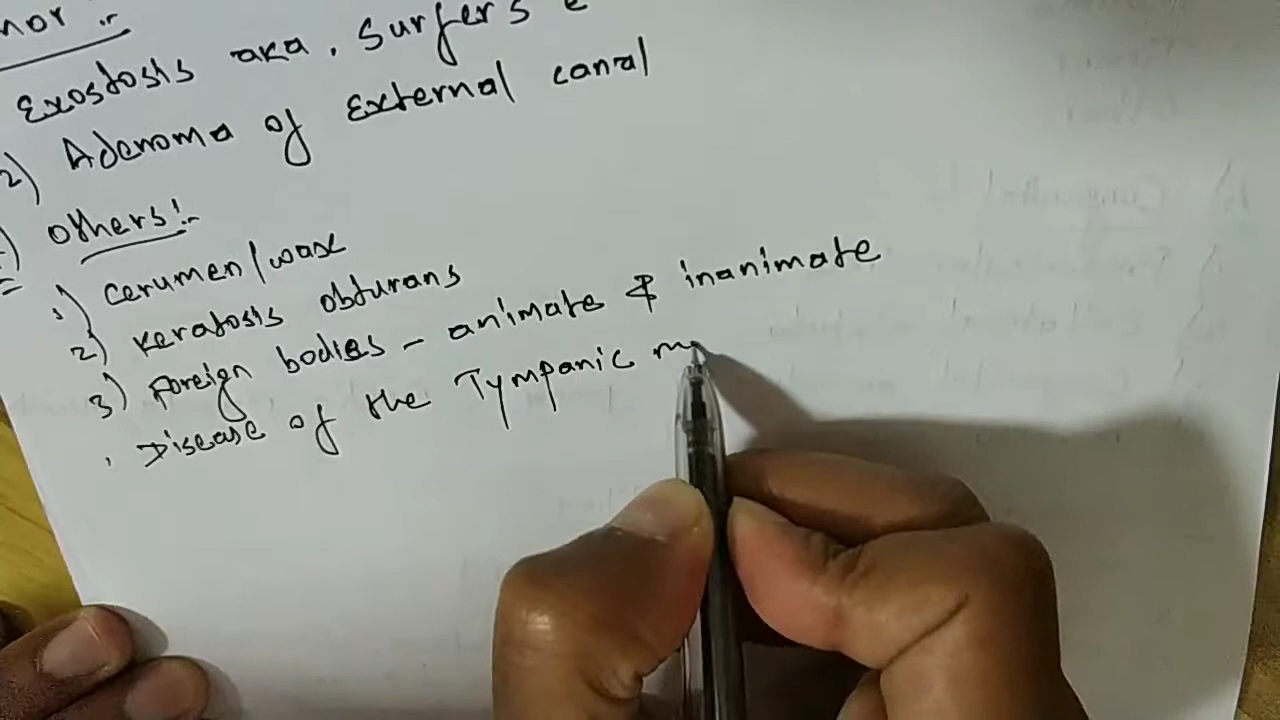 nor :-
Exostosis aka. Surfers e
2) Adenoma of External canal
) others :-
1) cerumen/wax
2) Keratosis obturans
3) Foreign bodies - animate & inanimate
. Disease of the Tympanic m